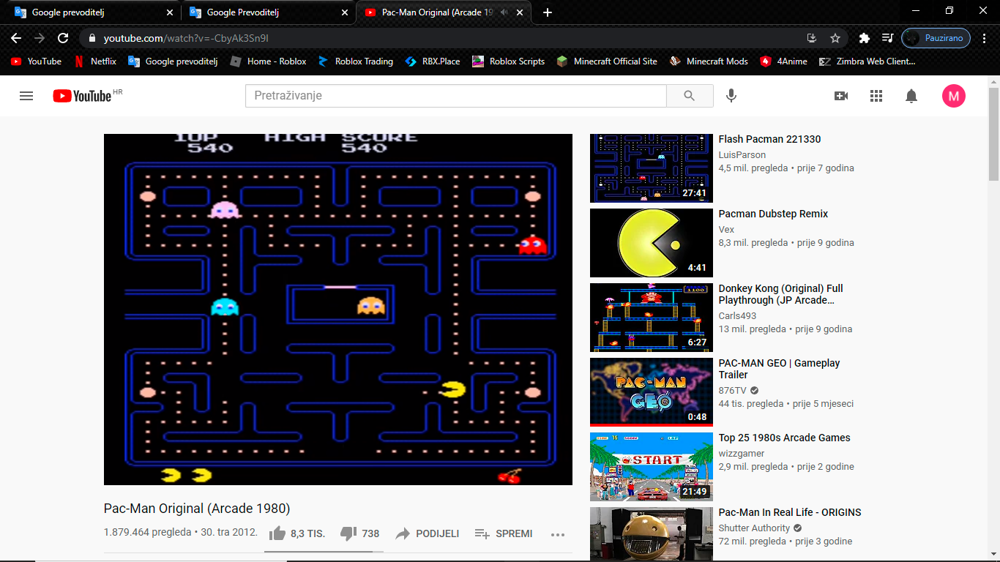 Google prevoditelj
Google Prevoditelj
Pac-Man Original (Arcade 19
youtube.com/watch?v=-CbyAk3Sn9I
Pauzirano
YouTube
Netflix
Google prevoditelj
Home - Roblox
Roblox Trading
RBX.Place
Roblox Scripts
Minecraft Official Site
Minecraft Mods
4Anime
Zimbra Web Client...
YouTube HR
Pretraživanje
M
1UP HIGH SCORE
540 540
Pac-Man Original (Arcade 1980)
1.879.464 pregleda • 30. tra 2012.
8,3 TIS.
738
PODIJELI
SPREMI
27:41
Flash Pacman 221330
LuisParson
4,5 mil. pregleda • prije 7 godina
4:41
Pacman Dubstep Remix
Vex
8,3 mil. pregleda • prije 9 godina
1100
6:27
Donkey Kong (Original) Full
Playthrough (JP Arcade…
Carls493
13 mil. pregleda • prije 9 godina
PAC-MAN
GEO
0:48
PAC-MAN GEO | Gameplay
Trailer
876TV
44 tis. pregleda • prije 5 mjeseci
START
21:49
Top 25 1980s Arcade Games
wizzgamer
2,9 mil. pregleda • prije 2 godine
Pac-Man In Real Life - ORIGINS
Shutter Authority
72 mil. pregleda • prije 3 godine